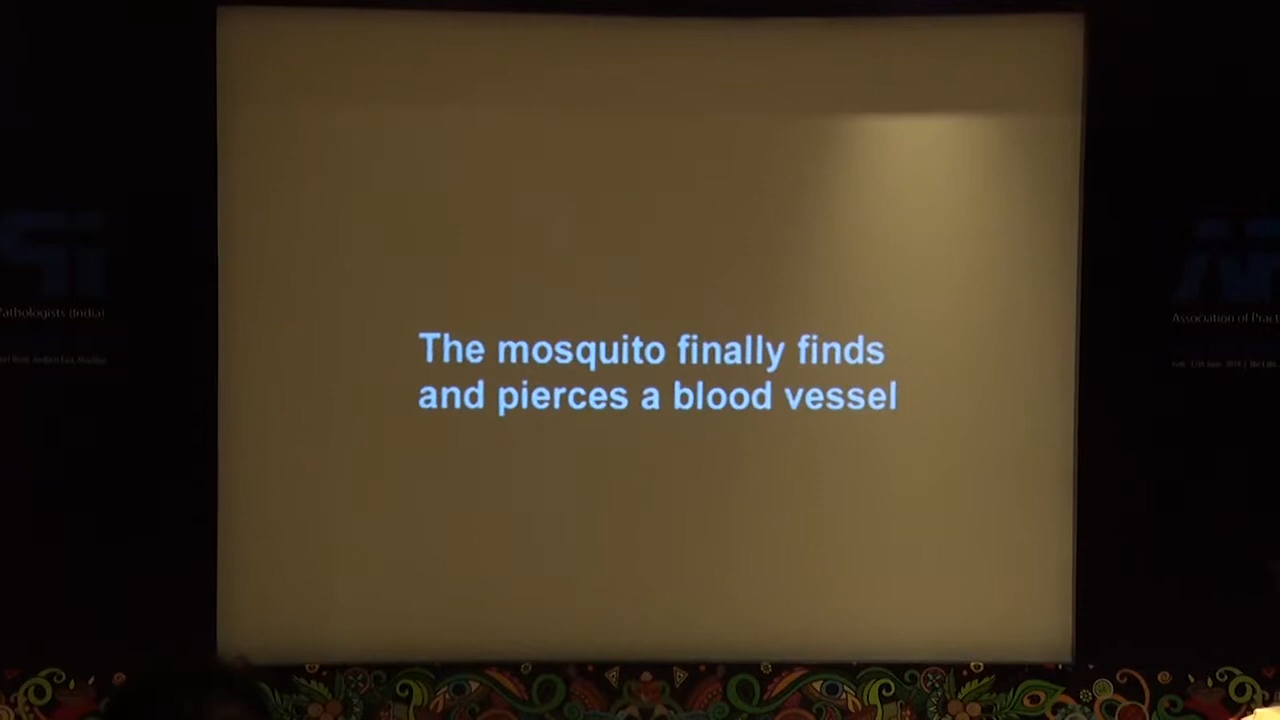 The mosquito finally finds
and pierces a blood vessel
Pathologists (India)
Association of Pract